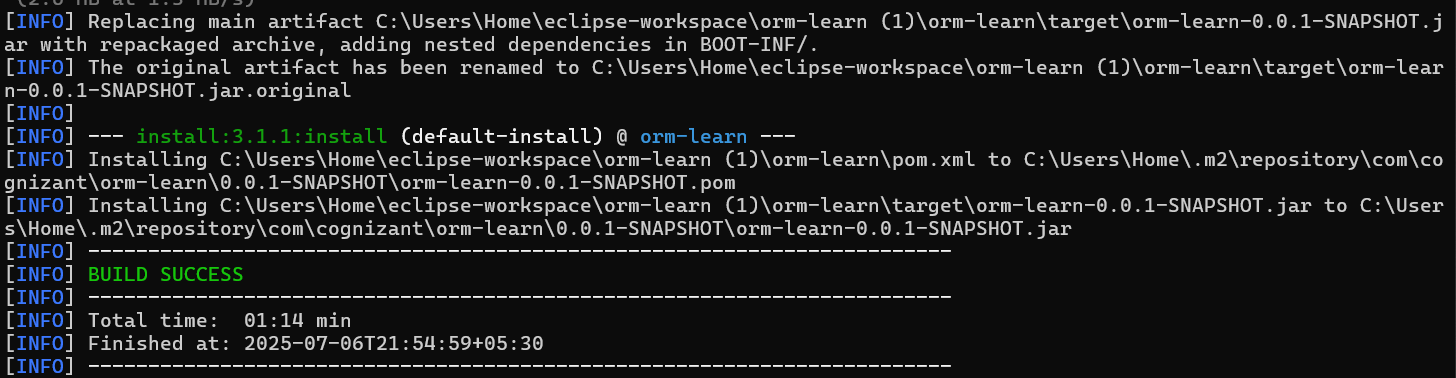 (2.0 MB at 1.5 MB/s)
[INFO] Replacing main artifact C:\Users\Home\eclipse-workspace\orm-learn (1)\orm-learn\target\orm-learn-0.0.1-SNAPSHOT.j
ar with repackaged archive, adding nested dependencies in BOOT-INF/.
[INFO] The original artifact has been renamed to C:\Users\Home\eclipse-workspace\orm-learn (1)\orm-learn\target\orm-lear
n-0.0.1-SNAPSHOT.jar.original
[INFO]
[INFO] --- install:3.1.1:install (default-install) @ orm-learn ---
[INFO] Installing C:\Users\Home\eclipse-workspace\orm-learn (1)\orm-learn\pom.xml to C:\Users\Home\.m2\repository\com\co
gnizant\orm-learn\0.0.1-SNAPSHOT\orm-learn-0.0.1-SNAPSHOT.pom
[INFO] Installing C:\Users\Home\eclipse-workspace\orm-learn (1)\orm-learn\target\orm-learn-0.0.1-SNAPSHOT.jar to C:\User
s\Home\.m2\repository\com\cognizant\orm-learn\0.0.1-SNAPSHOT\orm-learn-0.0.1-SNAPSHOT.jar
[INFO] ------------------------------------------------------------------------
[INFO] BUILD SUCCESS
[INFO] ------------------------------------------------------------------------
[INFO] Total time:  01:14 min
[INFO] Finished at: 2025-07-06T21:54:59+05:30
[INFO] ------------------------------------------------------------------------